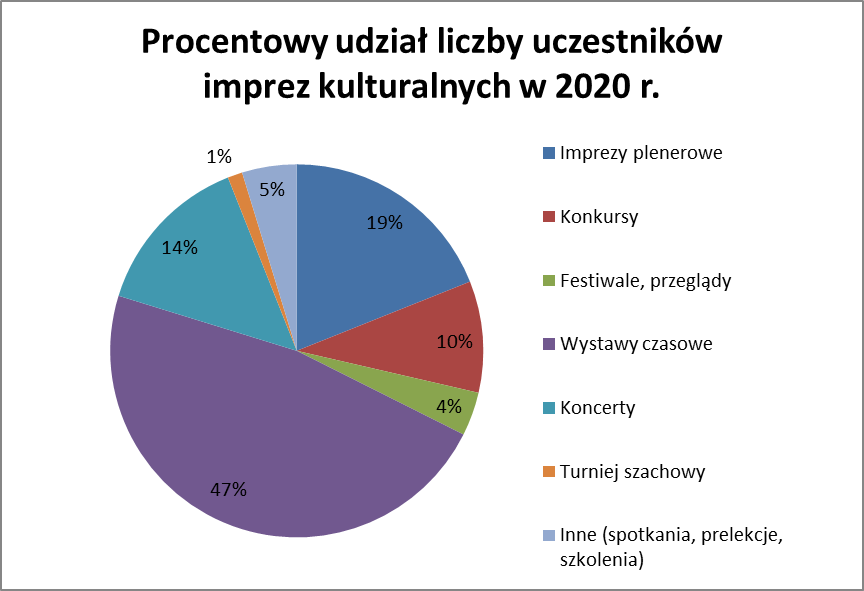 Procentowy udział liczby uczestników
imprez kulturalnych w 2020 r.
1%
5%
19%
14%
10%
4%
47%
Imprezy plenerowe
Konkursy
Festiwale, przeglądy
Wystawy czasowe
Koncerty
Turniej szachowy
Inne (spotkania, prelekcje,
szkolenia)